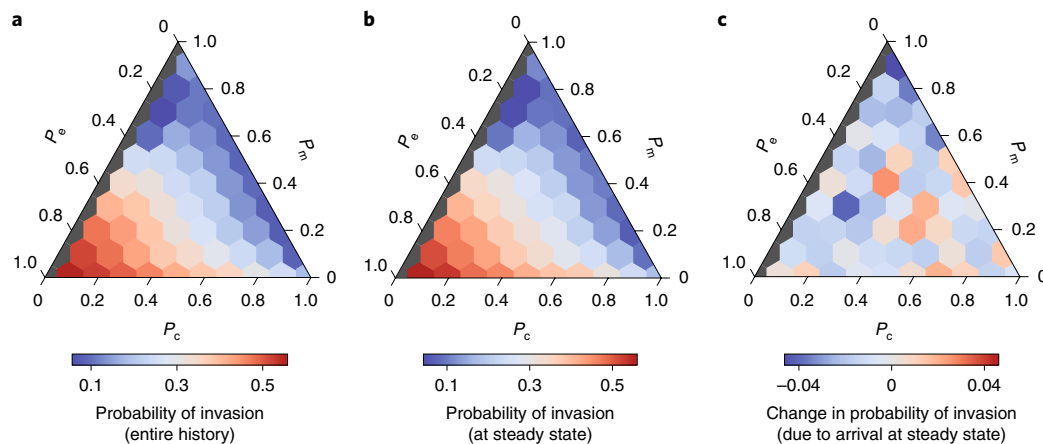 a
0
1.0
0.2
0.8
0.4
0.6
Pe
Pm
0.6
0.4
0.8
0.2
1.0
0
0 0.2 0.4 0.6 0.8 1.0
Pc
0.1 0.3 0.5
Probability of invasion
(entire history)
b
0
1.0
0.2
0.8
0.4
0.6
Pe
Pm
0.6
0.4
0.8
0.2
1.0
0
0 0.2 0.4 0.6 0.8 1.0
Pc
0.1 0.3 0.5
Probability of invasion
(at steady state)
c
0
1.0
0.2
0.8
0.4
0.6
Pe
Pm
0.6
0.4
0.8
0.2
1.0
0
0 0.2 0.4 0.6 0.8 1.0
Pc
−0.04 0 0.04
Change in probability of invasion
(due to arrival at steady state)